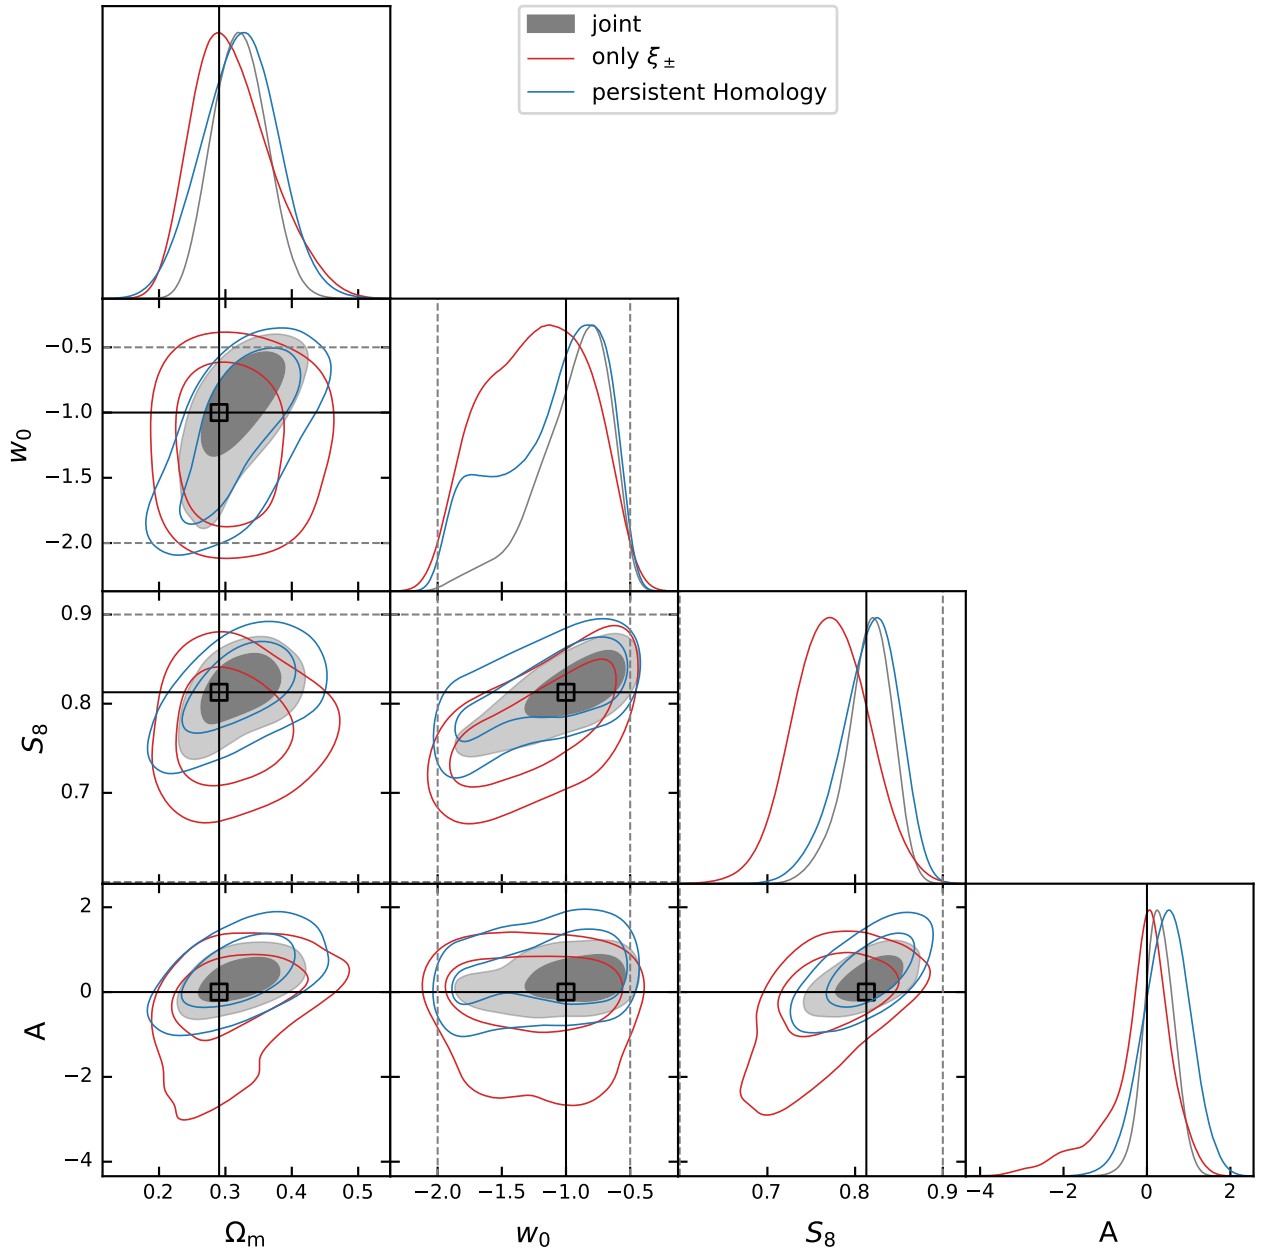 joint
only ξ±
persistent Homology
−0.5
−1.0
−1.5
−2.0
w₀
0.9
0.8
0.7
S₈
2
0
−2
−4
A
0.2 0.3 0.4 0.5 −2.0 −1.5 −1.0 −0.5 0.7 0.8 0.9 −4 −2 0 2
Ωₘ w₀ S₈ A